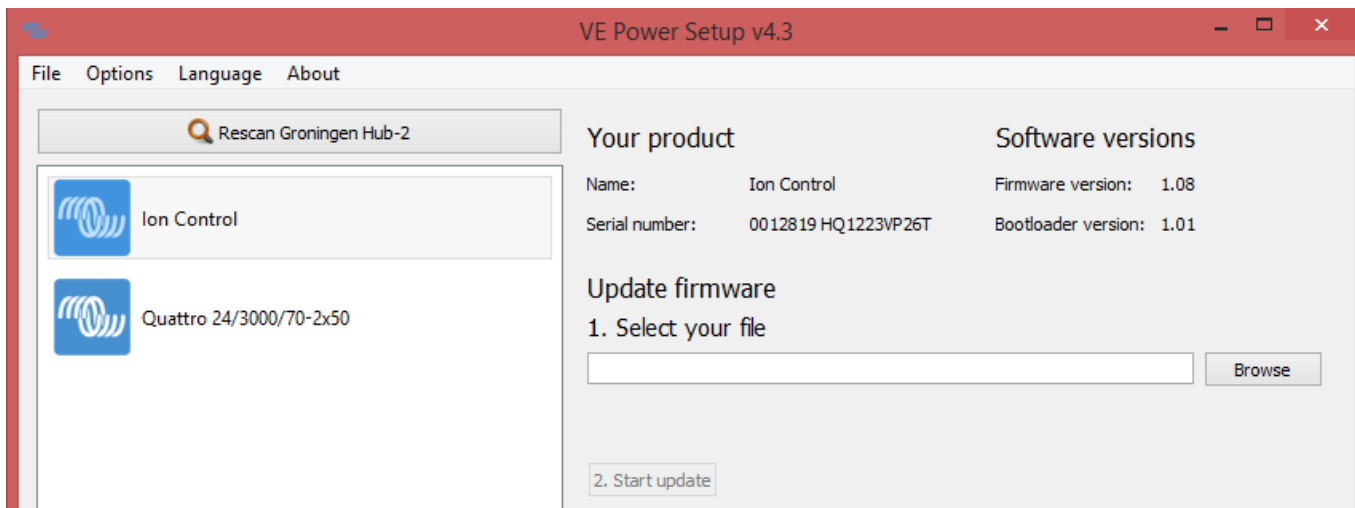 VE Power Setup v4.3
File Options Language About
Rescan Groningen Hub-2
Ion Control
Quattro 24/3000/70-2x50
Your product
Name: Ion Control
Serial number: 0012819 HQ1223VP26T
Software versions
Firmware version: 1.08
Bootloader version: 1.01
Update firmware
1. Select your file
Browse
2. Start update